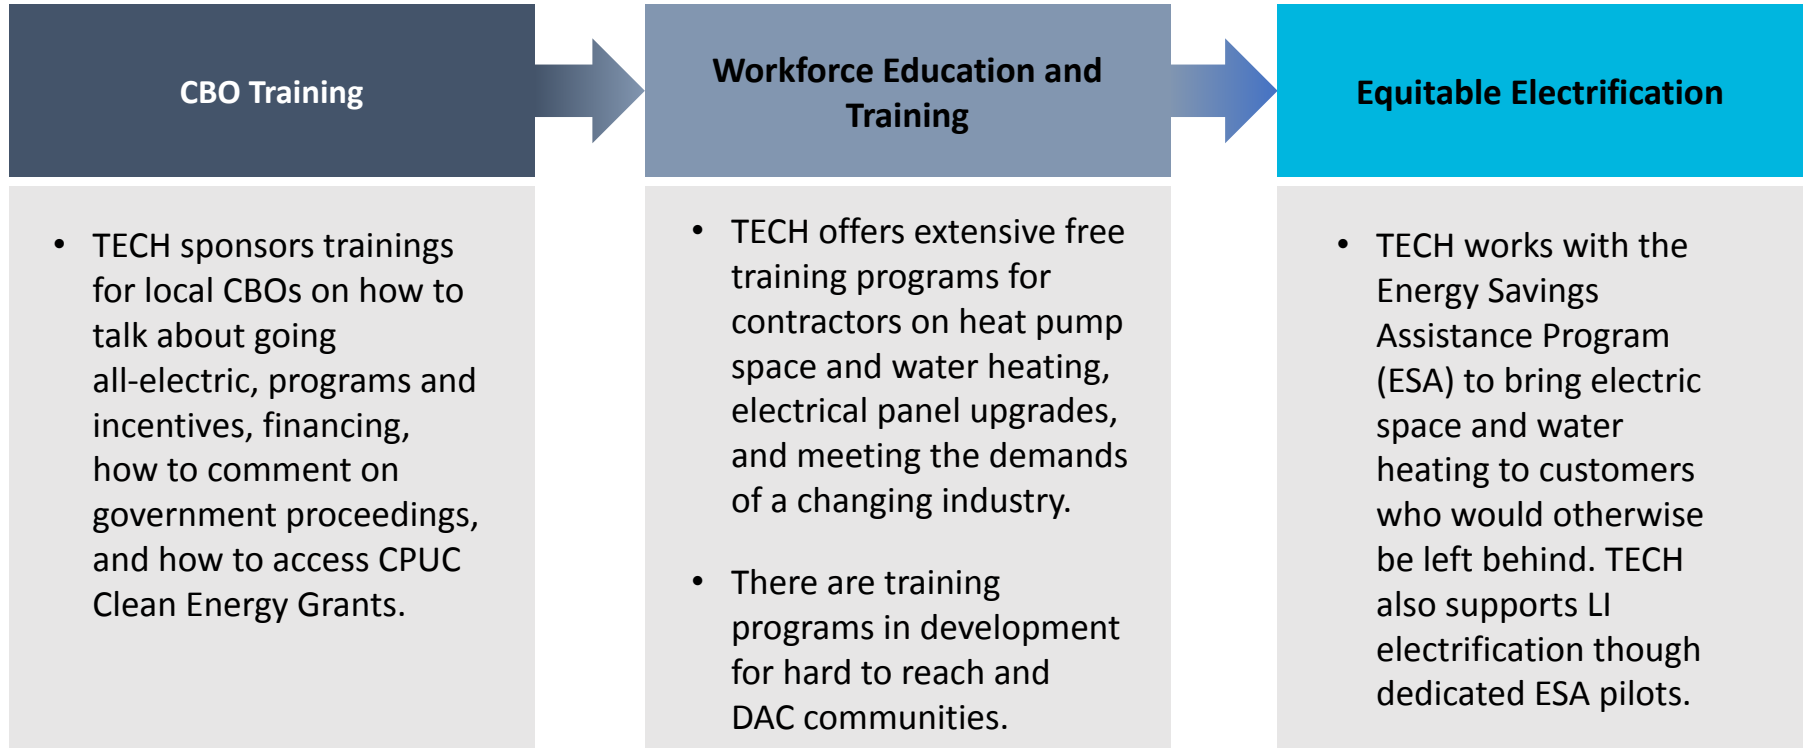 CBO Training
Workforce Education and
Training
Equitable Electrification
• TECH sponsors trainings
for local CBOs on how to
talk about going
all-electric, programs and
incentives, financing,
how to comment on
government proceedings,
and how to access CPUC
Clean Energy Grants.
• TECH offers extensive free
training programs for
contractors on heat pump
space and water heating,
electrical panel upgrades,
and meeting the demands
of a changing industry.
• There are training
programs in development
for hard to reach and
DAC communities.
• TECH works with the
Energy Savings
Assistance Program
(ESA) to bring electric
space and water
heating to customers
who would otherwise
be left behind. TECH
also supports LI
electrification though
dedicated ESA pilots.